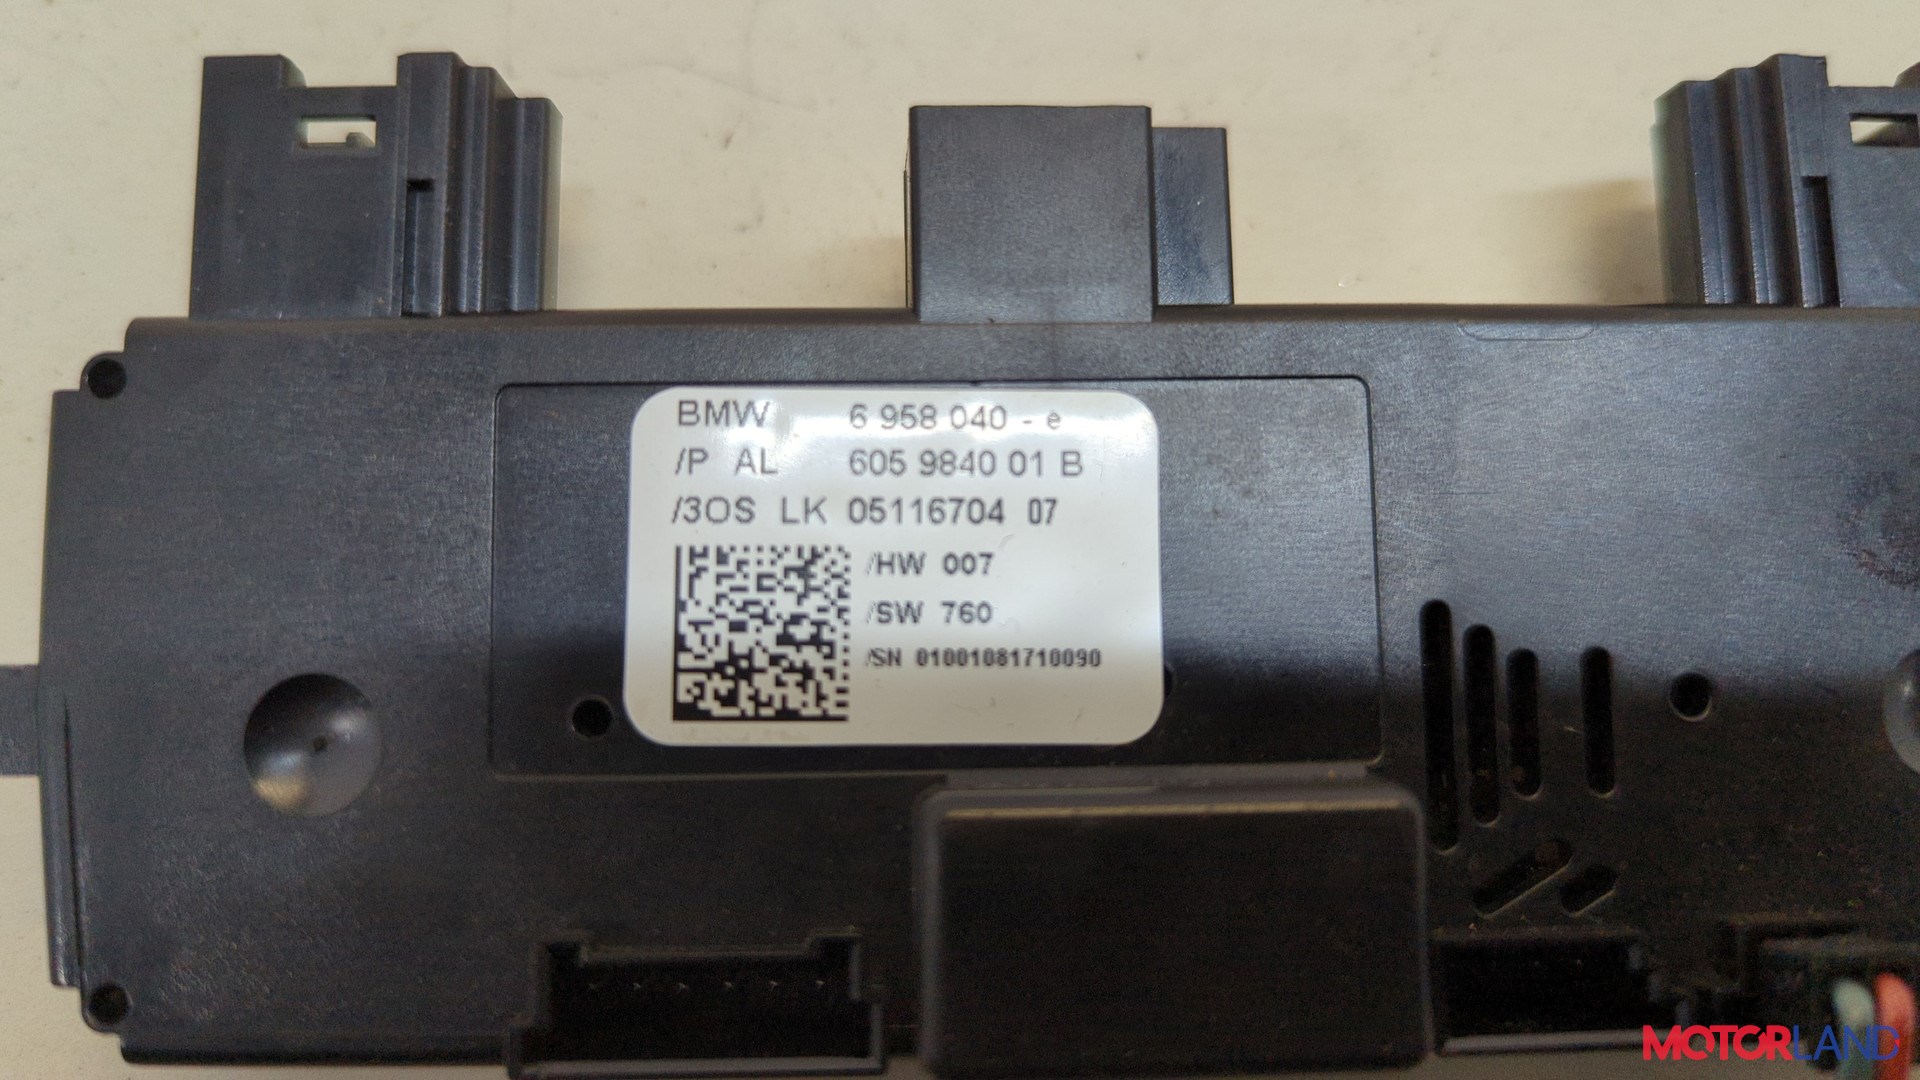 BMW 6 958 040 - e
/P AL 605 9840 01 B
/3OS LK 05116704 07
/HW 007
/SW 760
/SN 01001081710090
MOTORLAND